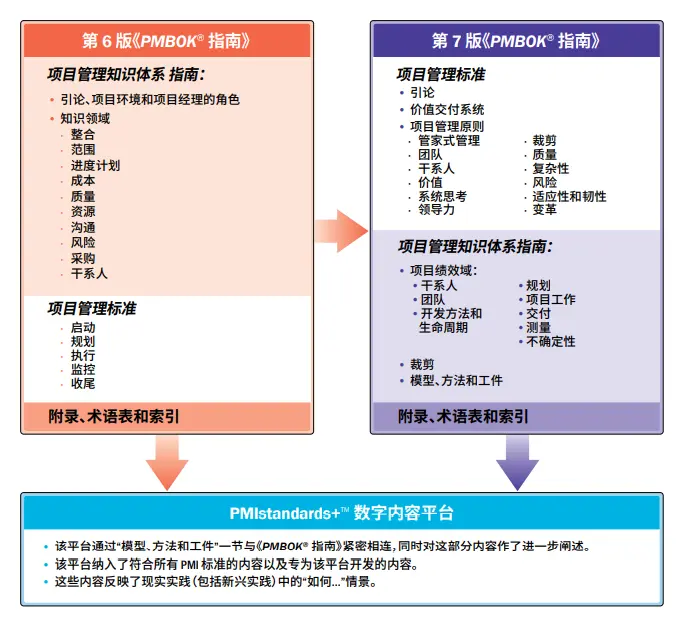 第 6 版《PMBOK® 指南》
项目管理知识体系 指南：
• 引论、项目环境和项目经理的角色
• 知识领域
· 整合
· 范围
· 进度计划
· 成本
· 质量
· 资源
· 沟通
· 风险
· 采购
· 干系人
项目管理标准
· 启动
· 规划
· 执行
· 监控
· 收尾
附录、术语表和索引
第 7 版《PMBOK® 指南》
项目管理标准
• 引论
• 价值交付系统
• 项目管理原则
· 管家式管理
· 团队
· 干系人
· 价值
· 系统思考
· 领导力
· 裁剪
· 质量
· 复杂性
· 风险
· 适应性和韧性
· 变革
项目管理知识体系指南：
• 项目绩效域：
• 干系人
• 团队
• 开发方法和
生命周期
• 规划
• 项目工作
• 交付
• 测量
• 不确定性
• 裁剪
• 模型、方法和工件
附录、术语表和索引
PMIstandards+™ 数字内容平台
• 该平台通过“模型、方法和工件”一节与《PMBOK® 指南》紧密相连，同时对这部分内容作了进一步阐述。
• 该平台纳入了符合所有 PMI 标准的内容以及专为该平台开发的内容。
• 这些内容反映了现实实践（包括新兴实践）中的“如何...”情景。